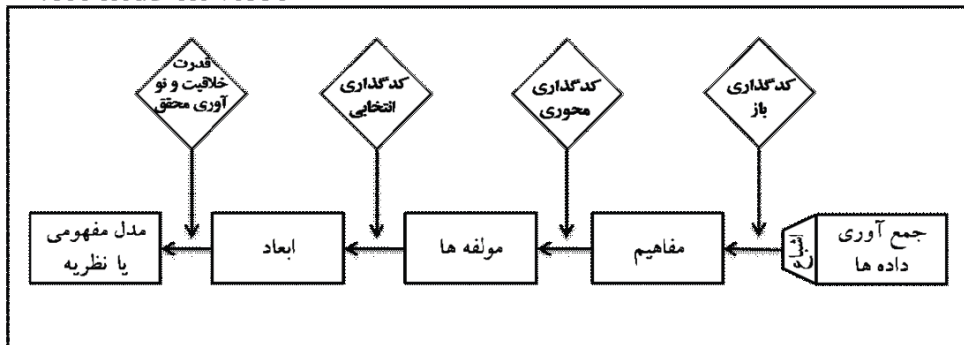 کدگذاری
باز
کدگذاری
محوری
کدگذاری
انتخابی
قدرت
خلاقیت و نو
آوری محقق
جمع آوری
داده ها
اشباع
مفاهیم
مولفه ها
ابعاد
مدل مفهومی
یا نظریه